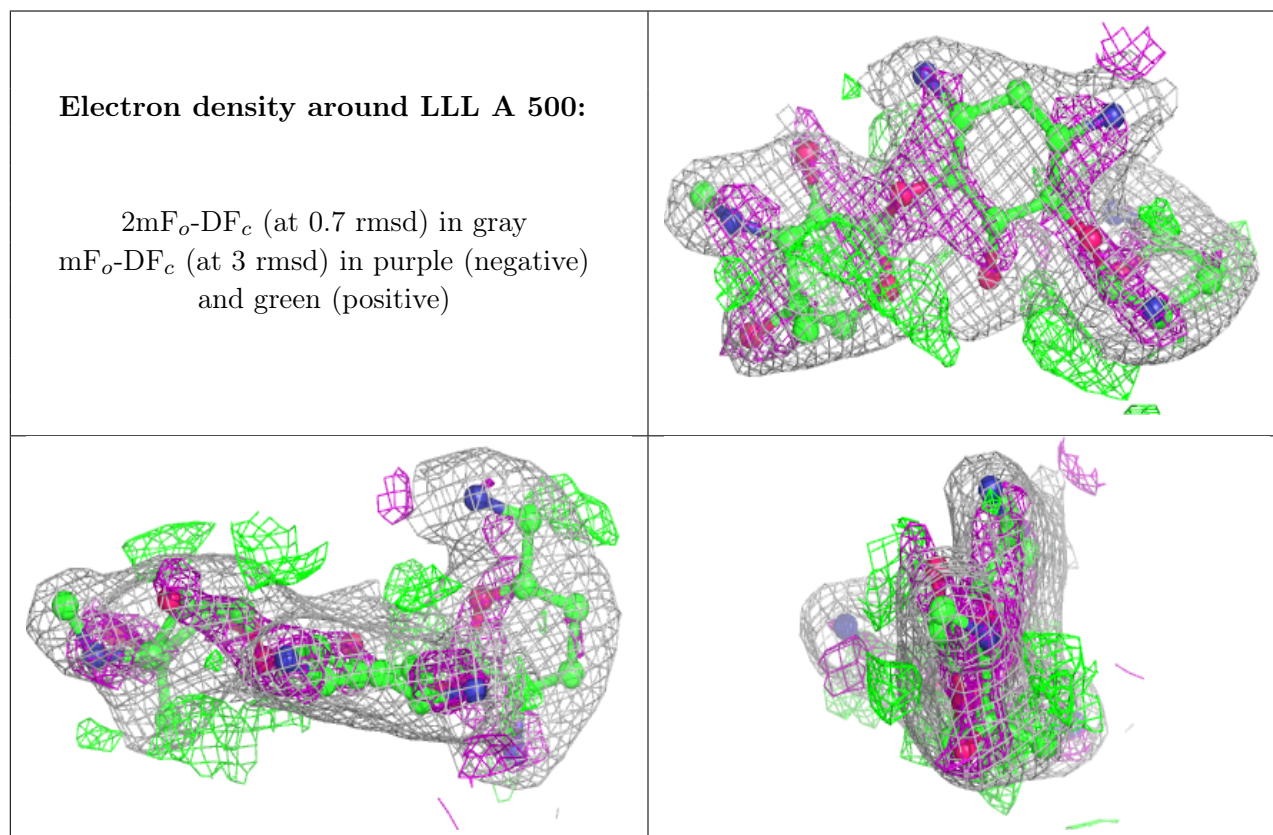 Electron density around LLL A 500:
2mFₒ-DF𝒸 (at 0.7 rmsd) in gray
mFₒ-DF𝒸 (at 3 rmsd) in purple (negative)
and green (positive)